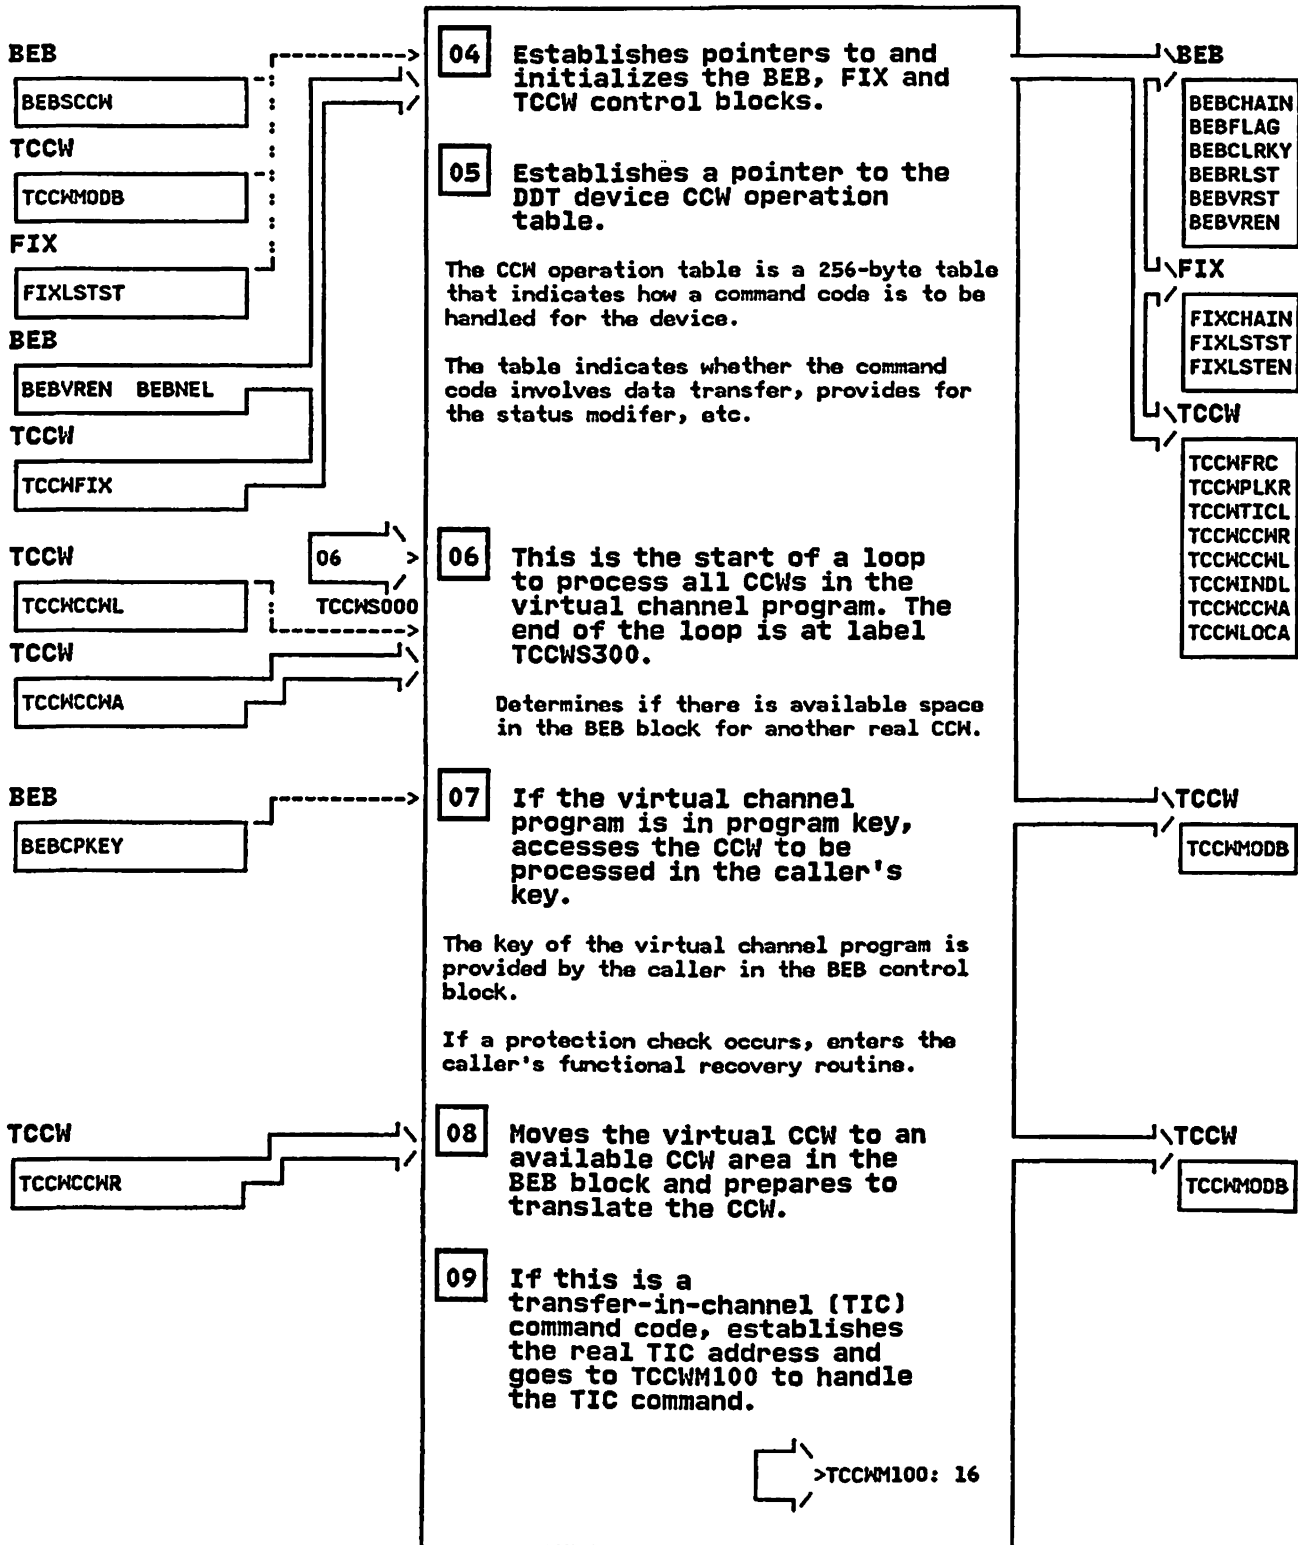 BEB
BEBSCCW
TCCW
TCCWMODB
FIX
FIXLSTST
BEB
BEBVREN BEBNEL
TCCW
TCCWFIX
04 Establishes pointers to and
initializes the BEB, FIX and
TCCW control blocks.
05 Establishes a pointer to the
DDT device CCW operation
table.
The CCW operation table is a 256-byte table
that indicates how a command code is to be
handled for the device.
The table indicates whether the command
code involves data transfer, provides for
the status modifer, etc.
BEB
BEBCHAIN
BEBFLAG
BEBCLRKY
BEBRLST
BEBVRST
BEBVREN
FIX
FIXCHAIN
FIXLSTST
FIXLSTEN
TCCW
TCCWFRC
TCCWPLKR
TCCWTICL
TCCWCCWR
TCCWCCWL
TCCWINDL
TCCWCCWA
TCCWLOCA
TCCW
TCCWCCWL
TCCW
TCCWCCWA
06
TCCWS000
06 This is the start of a loop
to process all CCWs in the
virtual channel program. The
end of the loop is at label
TCCWS300.
Determines if there is available space
in the BEB block for another real CCW.
BEB
BEBCPKEY
07 If the virtual channel
program is in program key,
accesses the CCW to be
processed in the caller's
key.
The key of the virtual channel program is
provided by the caller in the BEB control
block.
If a protection check occurs, enters the
caller's functional recovery routine.
TCCW
TCCWMODB
TCCW
TCCWCCWR
08 Moves the virtual CCW to an
available CCW area in the
BEB block and prepares to
translate the CCW.
TCCW
TCCWMODB
09 If this is a
transfer-in-channel (TIC)
command code, establishes
the real TIC address and
goes to TCCWM100 to handle
the TIC command.
>TCCWM100: 16